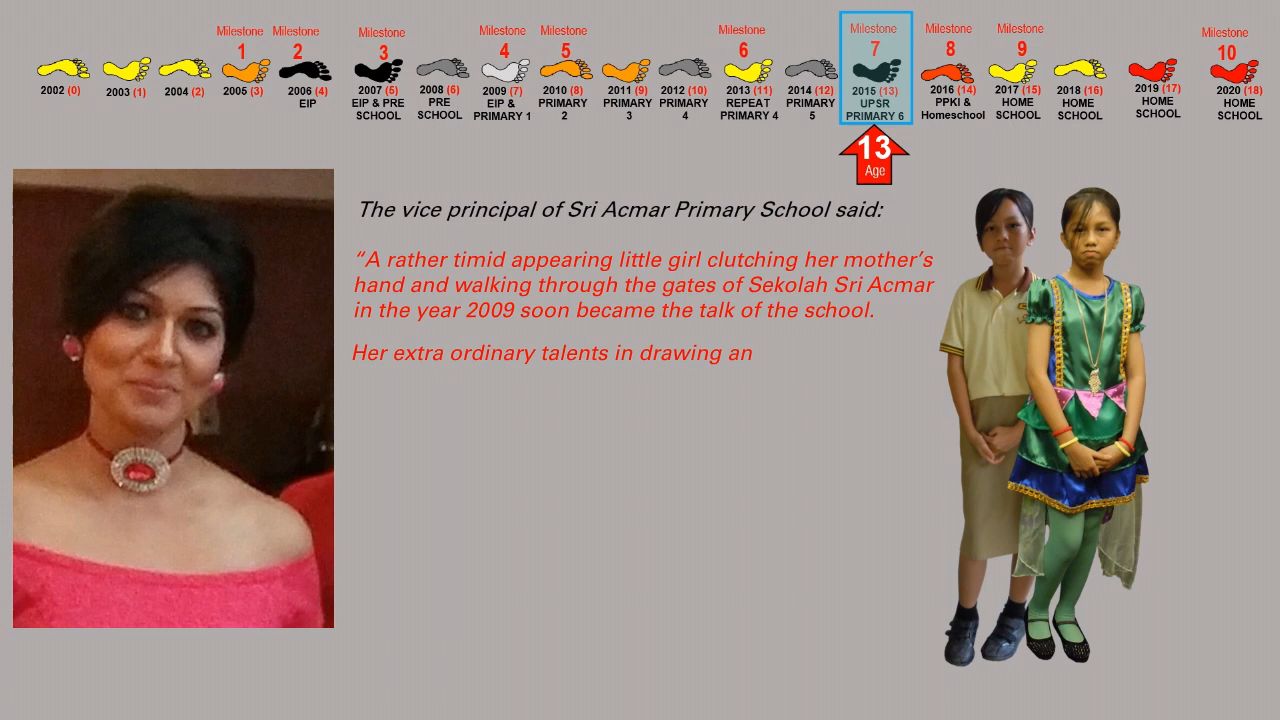 Milestone Milestone Milestone Milestone Milestone Milestone Milestone Milestone Milestone Milestone
1 2 3 4 5 6 7 8 9 10
2002 (0)
2003 (1)
2004 (2)
2005 (3)
2006 (4)
EIP
2007 (5)
EIP & PRE
SCHOOL
2008 (6)
PRE
SCHOOL
2009 (7)
EIP &
PRIMARY 1
2010 (8)
PRIMARY
2
2011 (9)
PRIMARY
3
2012 (10)
PRIMARY
4
2013 (11)
REPEAT
PRIMARY 4
2014 (12)
PRIMARY
5
2015 (13)
UPSR
PRIMARY 6
2016 (14)
PPKI &
Homeschool
2017 (15)
HOME
SCHOOL
2018 (16)
HOME
SCHOOL
2019 (17)
HOME
SCHOOL
2020 (18)
HOME
SCHOOL
13
Age
The vice principal of Sri Acmar Primary School said:
“A rather timid appearing little girl clutching her mother’s
hand and walking through the gates of Sekolah Sri Acmar
in the year 2009 soon became the talk of the school.
Her extra ordinary talents in drawing an